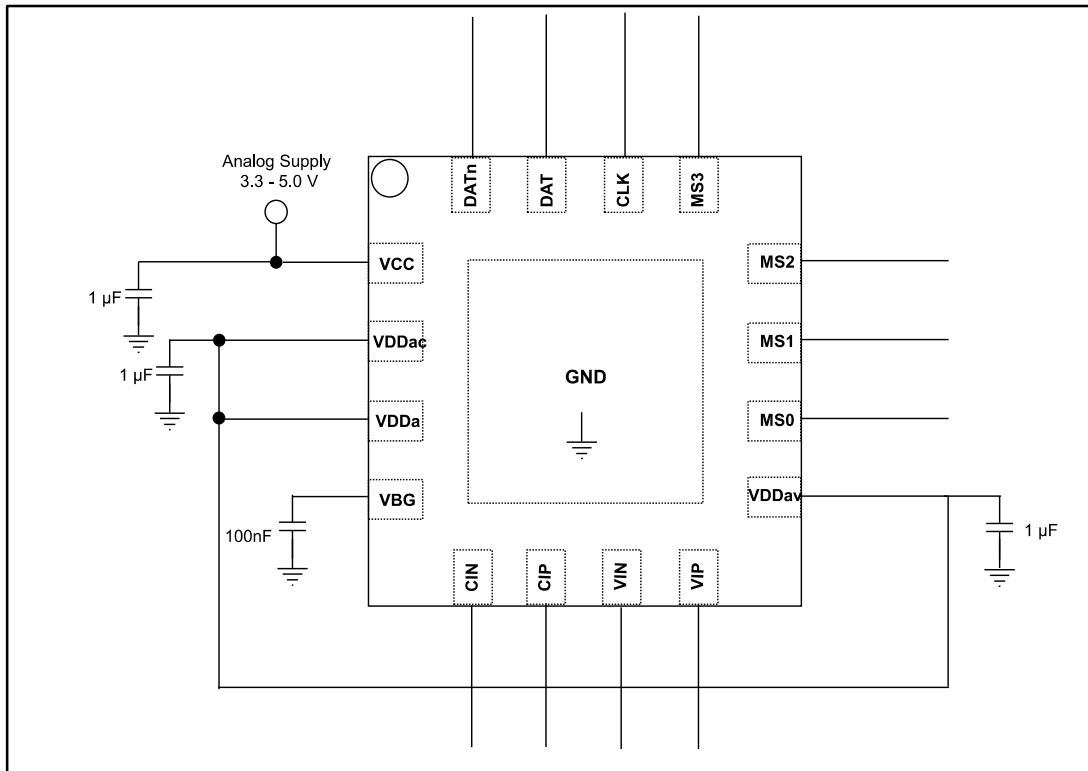 DATn
DAT
CLK
MS3
Analog Supply
3.3 - 5.0 V
VCC
MS2
1 µF
VDDac
MS1
1 µF
GND
VDDa
MS0
VBG
VDDav
100nF
1 µF
CIN
CIP
VIN
VIP